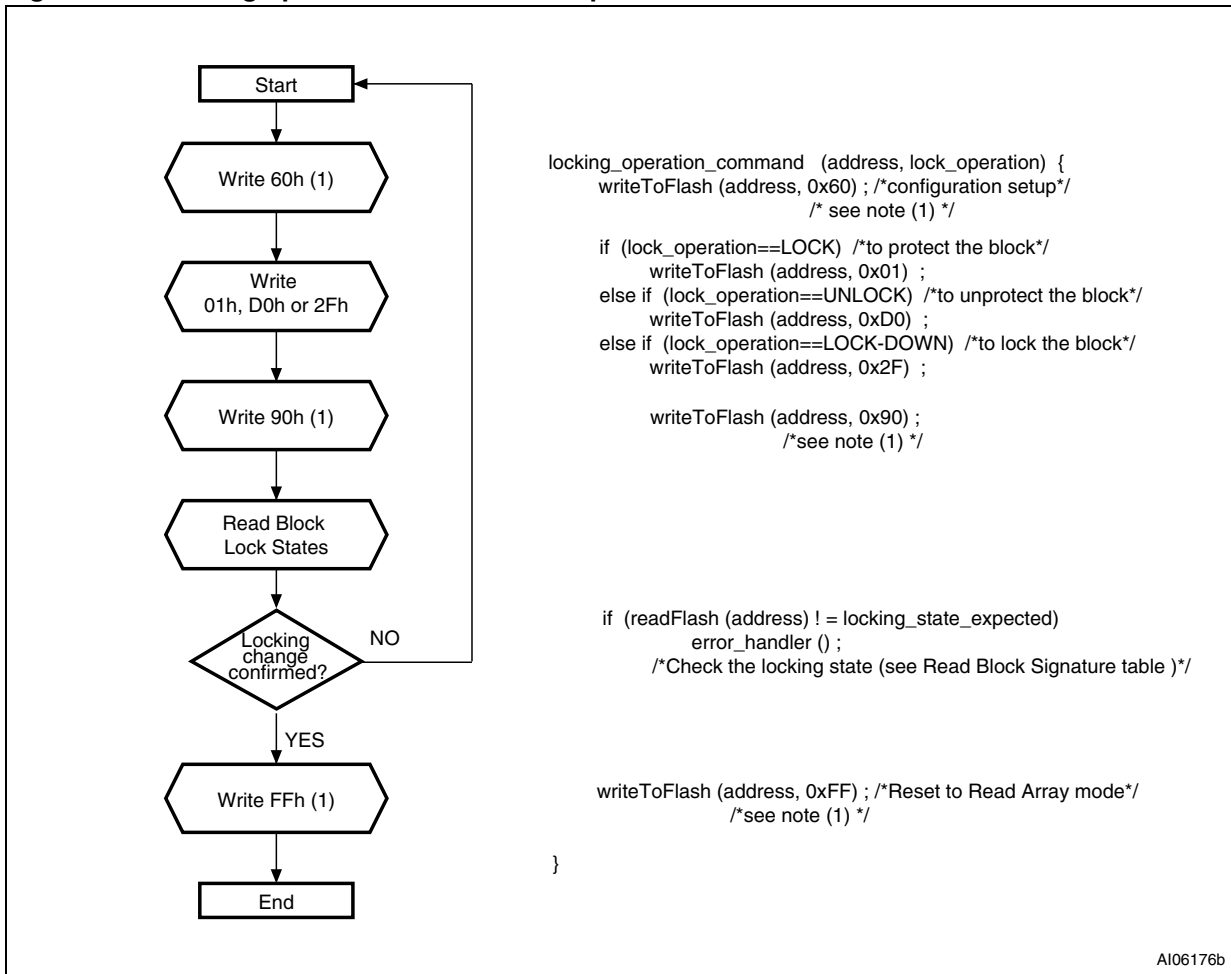 Start
Write 60h (1)
Write
01h, D0h or 2Fh
Write 90h (1)
Read Block
Lock States
Locking
change
confirmed?
NO
YES
Write FFh (1)
End
locking_operation_command (address, lock_operation) {
writeToFlash (address, 0x60) ; /*configuration setup*/
/* see note (1) */
if (lock_operation==LOCK) /*to protect the block*/
writeToFlash (address, 0x01) ;
else if (lock_operation==UNLOCK) /*to unprotect the block*/
writeToFlash (address, 0xD0) ;
else if (lock_operation==LOCK-DOWN) /*to lock the block*/
writeToFlash (address, 0x2F) ;
writeToFlash (address, 0x90) ;
/*see note (1) */
if (readFlash (address) ! = locking_state_expected)
error_handler () ;
/*Check the locking state (see Read Block Signature table )*/
writeToFlash (address, 0xFF) ; /*Reset to Read Array mode*/
/*see note (1) */
}
AI06176b